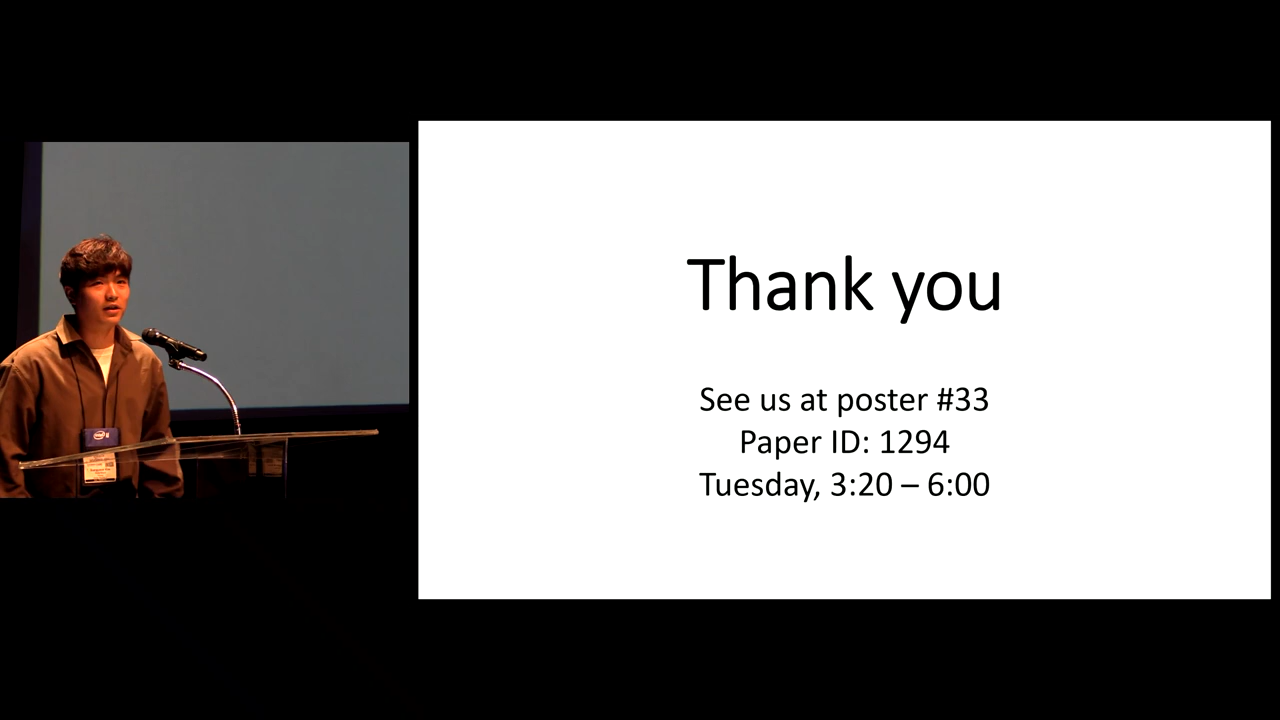 Thank you
See us at poster #33
Paper ID: 1294
Tuesday, 3:20 – 6:00